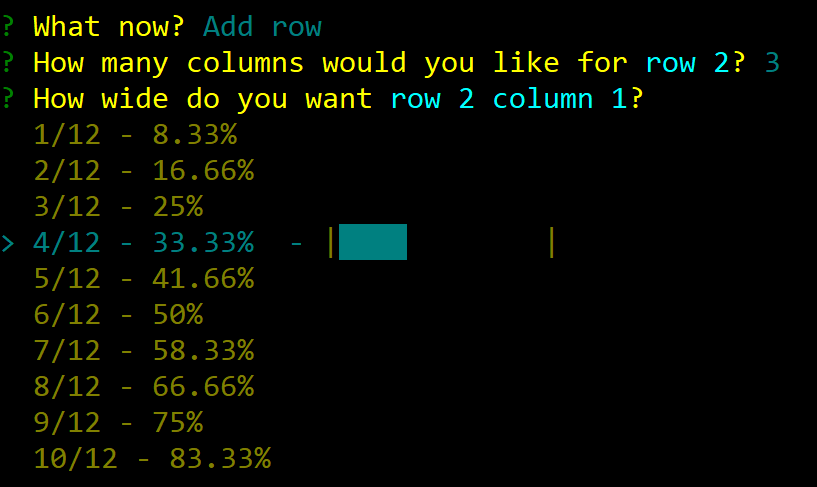 ? What now? Add row
? How many columns would you like for row 2? 3
? How wide do you want row 2 column 1?
1/12 - 8.33%
2/12 - 16.66%
3/12 - 25%
> 4/12 - 33.33%  - |            |
5/12 - 41.66%
6/12 - 50%
7/12 - 58.33%
8/12 - 66.66%
9/12 - 75%
10/12 - 83.33%